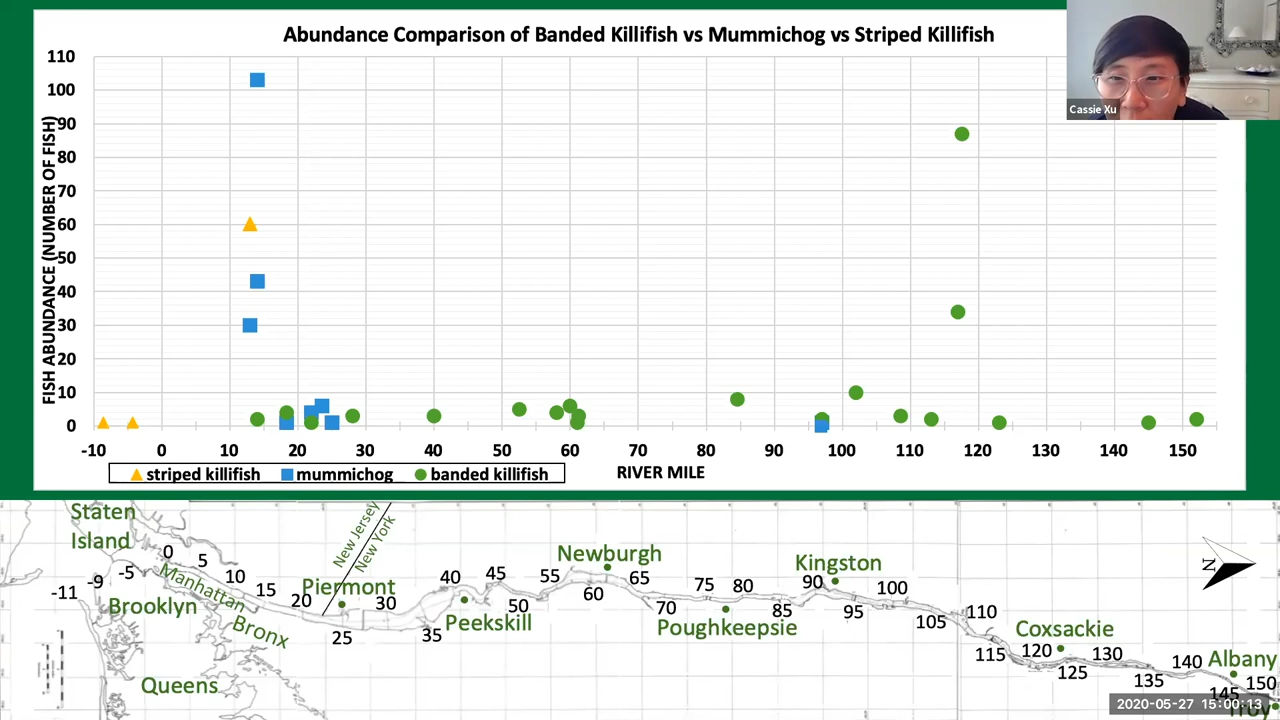 Abundance Comparison of Banded Killifish vs Mummichog vs Striped Killifish
Cassie Xu
FISH ABUNDANCE (NUMBER OF FISH)
110
100
90
80
70
60
50
40
30
20
10
0
-10 0 10 20 30 40 50 60 70 80 90 100 110 120 130 140 150
RIVER MILE
striped killifish mummichog banded killifish
Staten
Island
New Jersey
New York
Newburgh
Kingston
Manhattan
Piermont
Brooklyn
Bronx
Peekskill
Poughkeepsie
Coxsackie
Albany
Queens
Troy
-11 -9 -5 0 5 10 15 20 25 30 35 40 45 50 55 60 65 70 75 80 85 90 95 100 105 110 115 120 125 130 135 140 145 150
N
2020-05-27 15:00:13